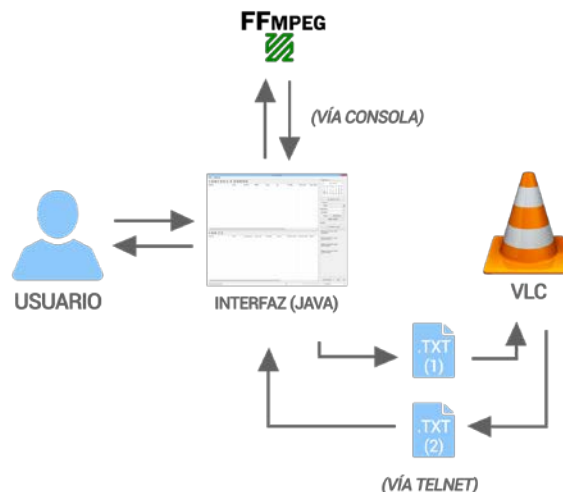 FFMPEG
(VÍA CONSOLA)
USUARIO
INTERFAZ (JAVA)
VLC
.TXT
(1)
.TXT
(2)
(VÍA TELNET)